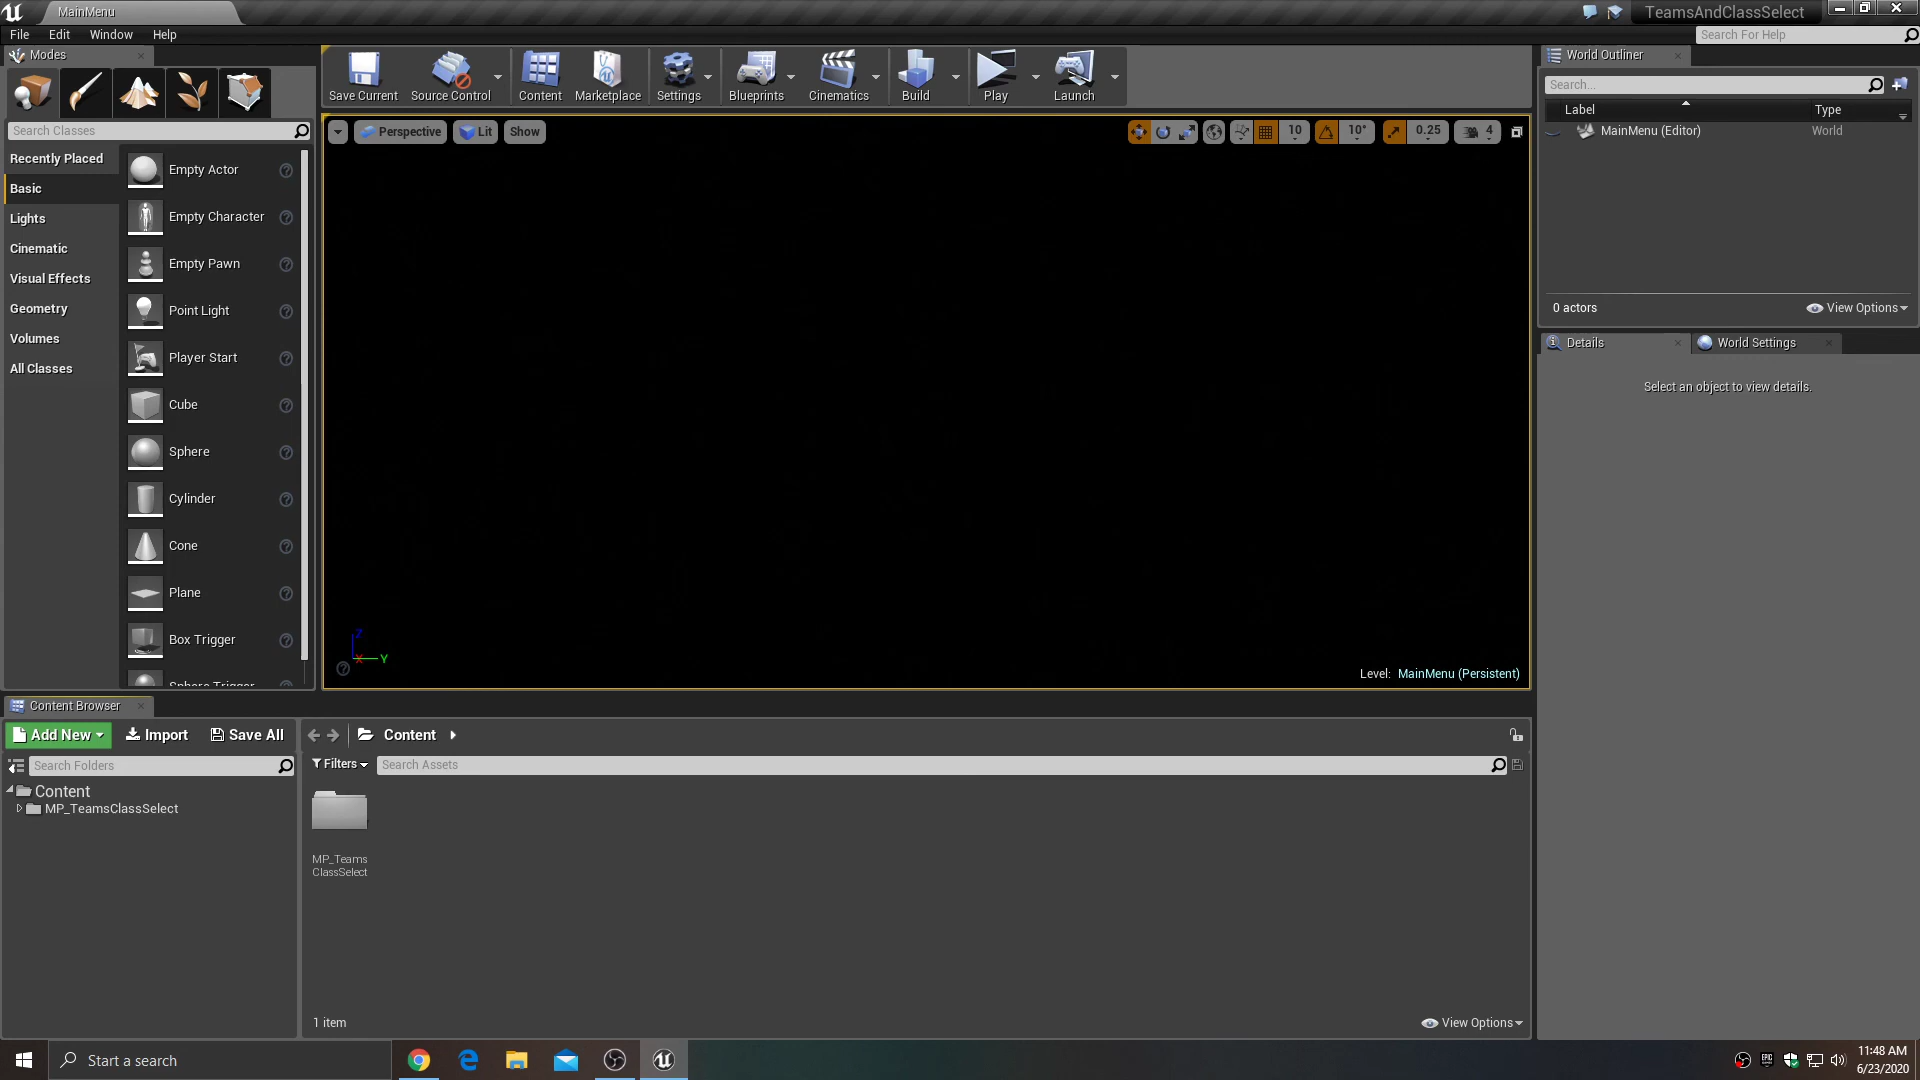 MainMenu
TeamsAndClassSelect
File Edit Window Help
Search For Help
Modes
Save Current
Source Control
Content
Marketplace
Settings
Blueprints
Cinematics
Build
Play
Launch
World Outliner
Search...
Label Type
MainMenu (Editor) World
0 actors
View Options
Details
World Settings
Select an object to view details.
Search Classes
Recently Placed
Basic
Lights
Cinematic
Visual Effects
Geometry
Volumes
All Classes
Empty Actor
Empty Character
Empty Pawn
Point Light
Player Start
Cube
Sphere
Cylinder
Cone
Plane
Box Trigger
Sphere Trigger
Perspective
Lit
Show
10
10°
0.25
4
Z
X
Y
Level: MainMenu (Persistent)
Content Browser
Add New
Import
Save All
Content
Search Folders
Filters
Search Assets
Content
MP_TeamsClassSelect
MP_Teams
ClassSelect
1 item
View Options
Start a search
11:48 AM
6/23/2020